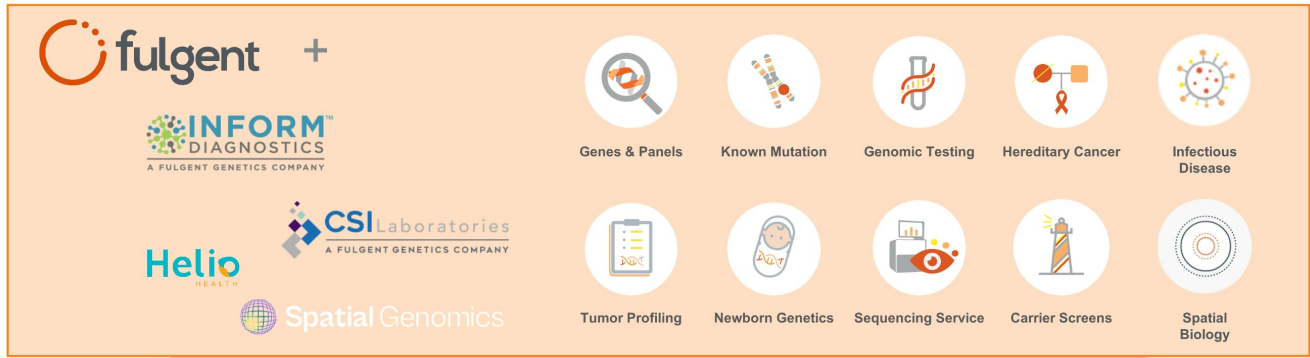 fulgent +
INFORM™
DIAGNOSTICS
A FULGENT GENETICS COMPANY
CSI Laboratories
A FULGENT GENETICS COMPANY
Helio
HEALTH
Spatial Genomics
Genes & Panels
Known Mutation
Genomic Testing
Hereditary Cancer
Infectious
Disease
Tumor Profiling
Newborn Genetics
Sequencing Service
Carrier Screens
Spatial
Biology